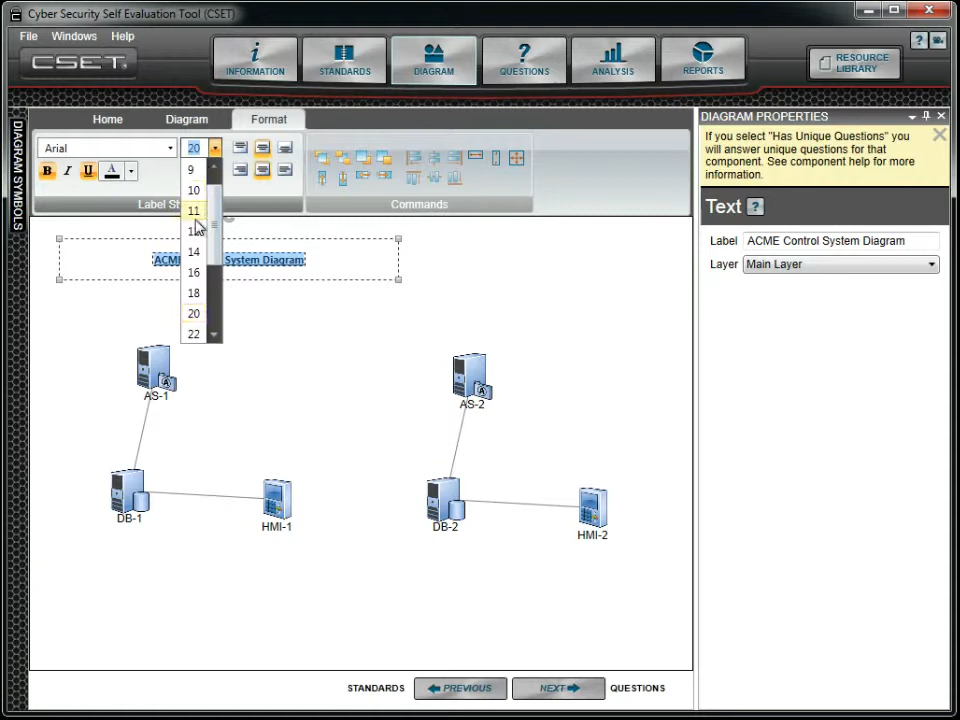 Cyber Security Self Evaluation Tool (CSET)
File Windows Help
CSET
INFORMATION
STANDARDS
DIAGRAM
QUESTIONS
ANALYSIS
REPORTS
RESOURCE
LIBRARY
Home Diagram Format
DIAGRAM SYMBOLS
Arial
20
B I U A
Label
Commands
9
10
11
14
16
18
20
22
ACME
System Diagram
AS-1
AS-2
DB-1
DB-2
HMI-1
HMI-2
DIAGRAM PROPERTIES
If you select "Has Unique Questions" you
will answer unique questions for that
component. See component help for more
information.
Text ?
Label ACME Control System Diagram
Layer Main Layer
STANDARDS PREVIOUS NEXT QUESTIONS